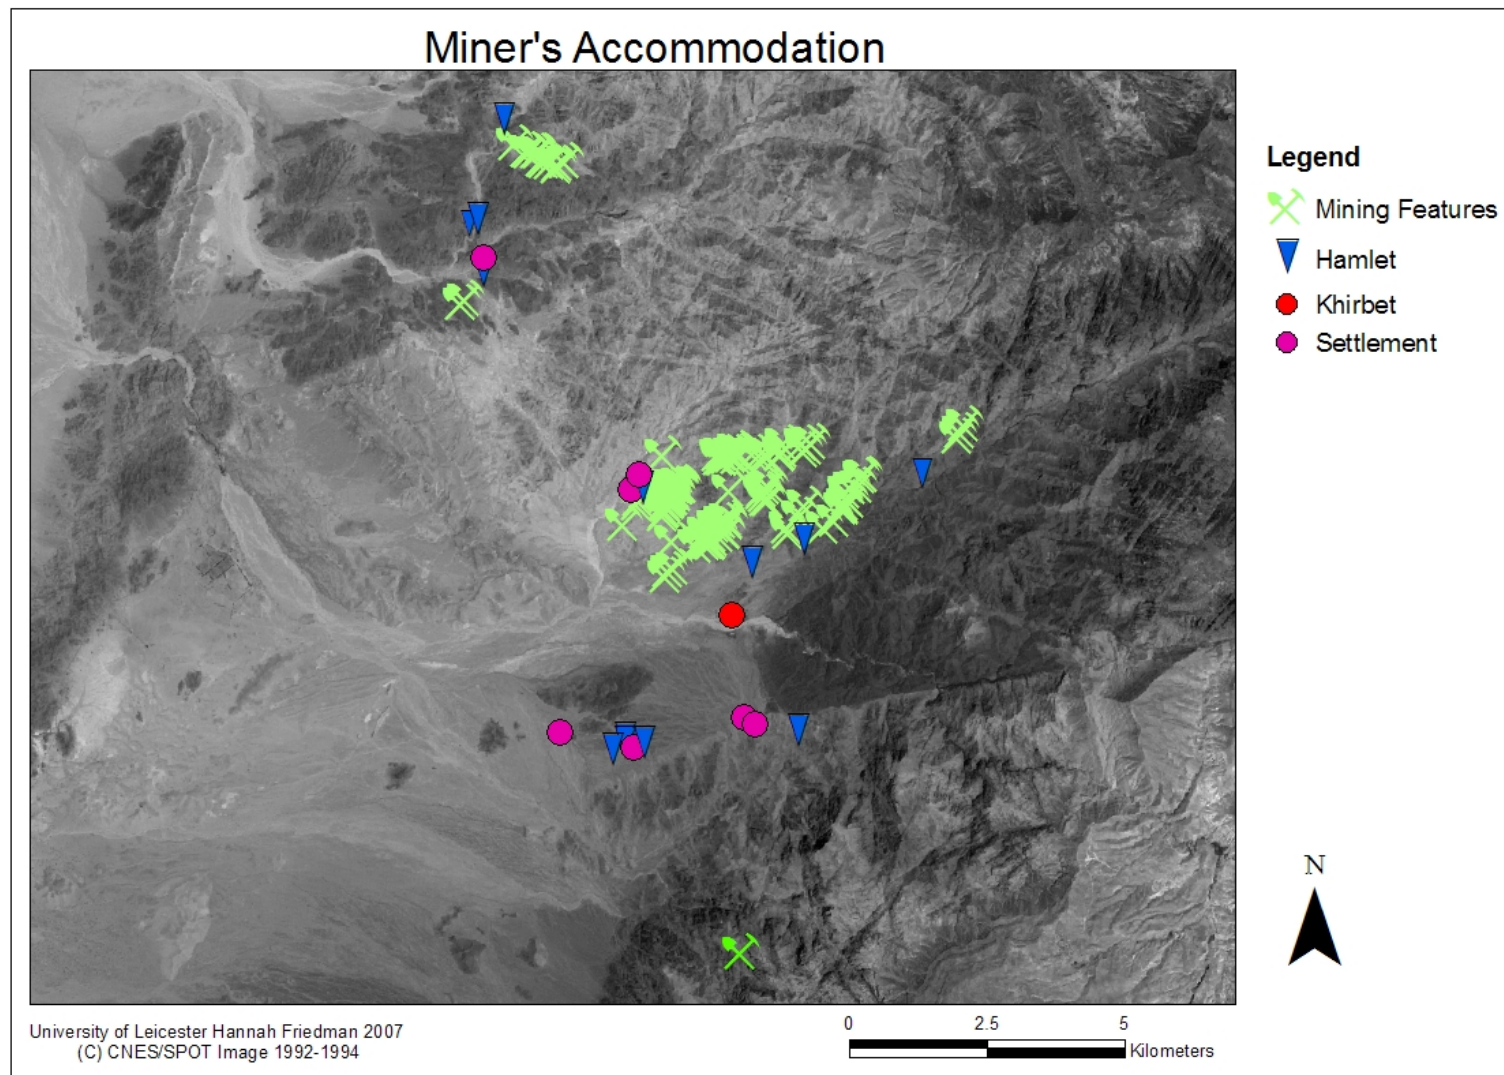 Miner's Accommodation
Legend
Mining Features
Hamlet
Khirbet
Settlement
N
0 2.5 5
Kilometers
University of Leicester Hannah Friedman 2007
(C) CNES/SPOT Image 1992-1994